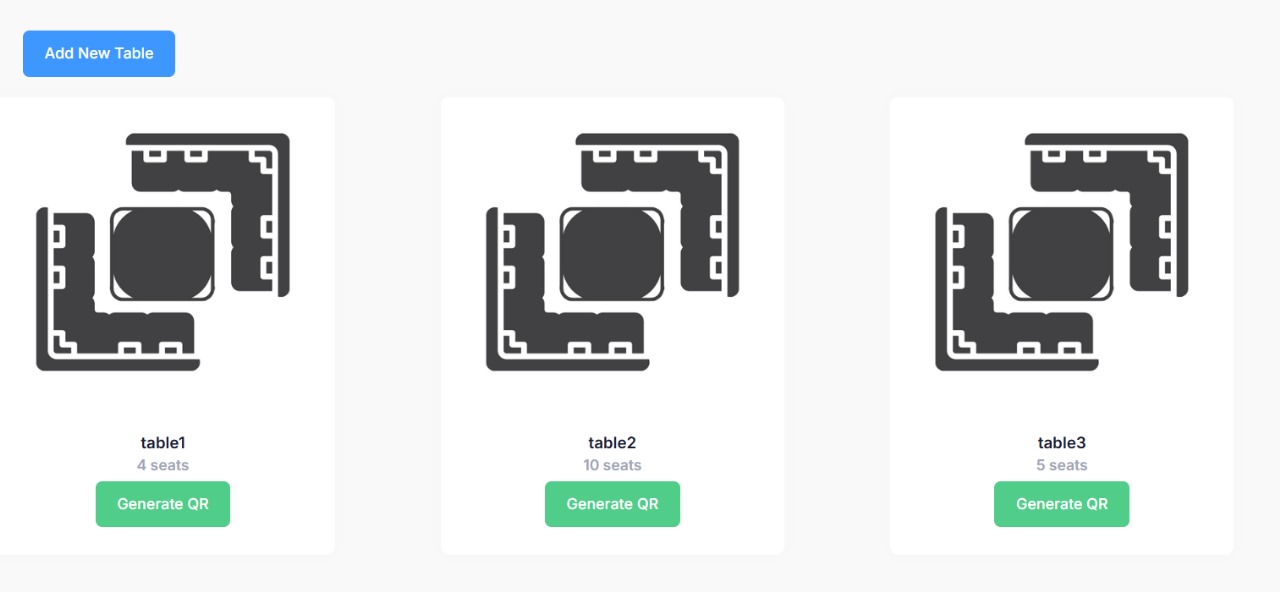 Add New Table
table1
4 seats
Generate QR
table2
10 seats
Generate QR
table3
5 seats
Generate QR